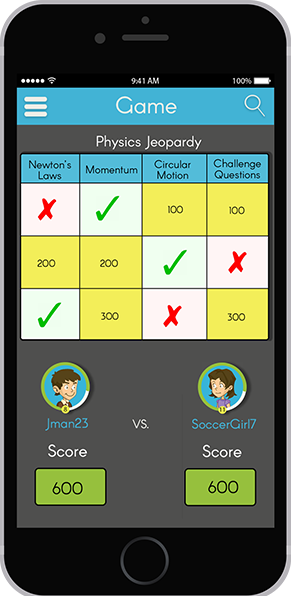 9:41 AM 100%
Game
Physics Jeopardy
Newton's Momentum Circular Challenge
Laws Motion Questions
100 100
200 200
300 300
8 11
Jman23 VS. SoccerGirl7
Score Score
600 600